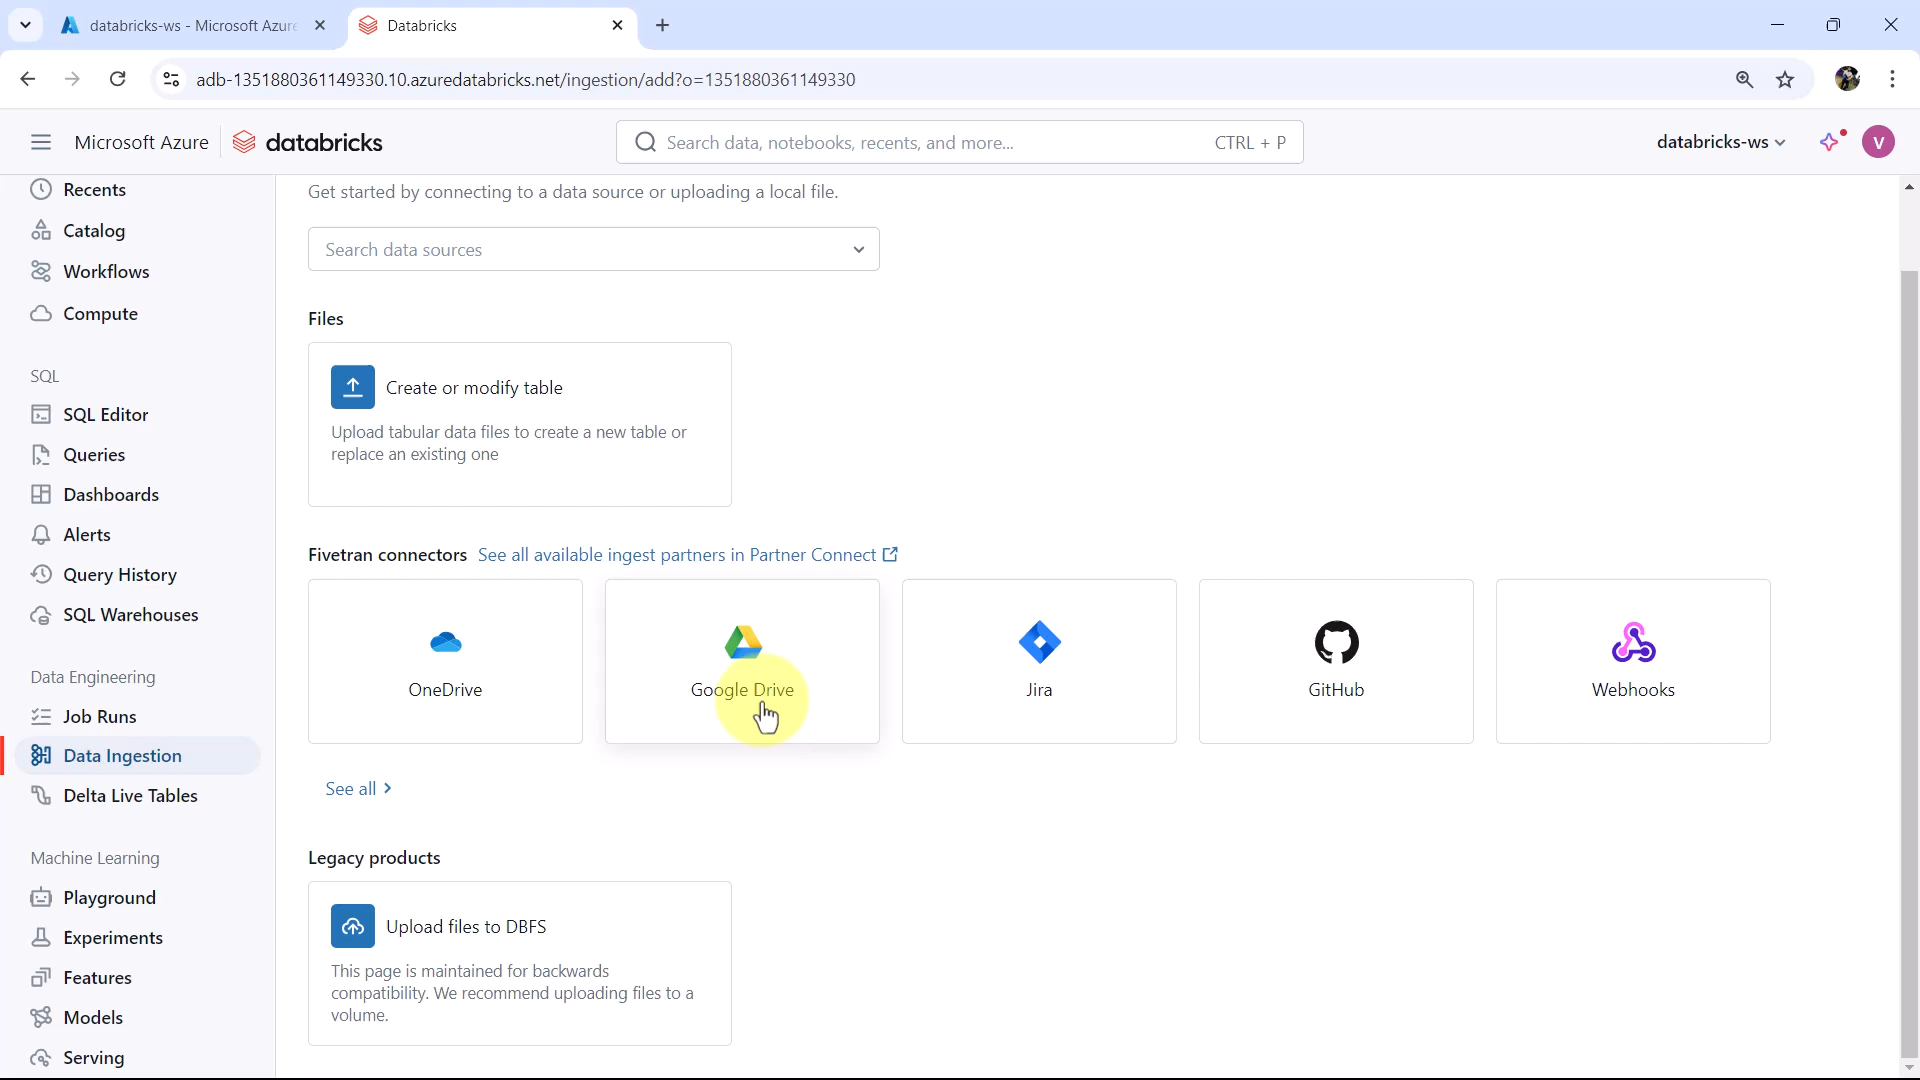 databricks-ws - Microsoft Azure
Databricks
adb-1351880361149330.10.azuredatabricks.net/ingestion/add?o=1351880361149330
Microsoft Azure
databricks
Search data, notebooks, recents, and more...
CTRL + P
databricks-ws
V
Recents
Catalog
Workflows
Compute
SQL
SQL Editor
Queries
Dashboards
Alerts
Query History
SQL Warehouses
Data Engineering
Job Runs
Data Ingestion
Delta Live Tables
Machine Learning
Playground
Experiments
Features
Models
Serving
Get started by connecting to a data source or uploading a local file.
Search data sources
Files
Create or modify table
Upload tabular data files to create a new table or
replace an existing one
Fivetran connectors See all available ingest partners in Partner Connect
OneDrive
Google Drive
Jira
GitHub
Webhooks
See all
Legacy products
Upload files to DBFS
This page is maintained for backwards
compatibility. We recommend uploading files to a
volume.